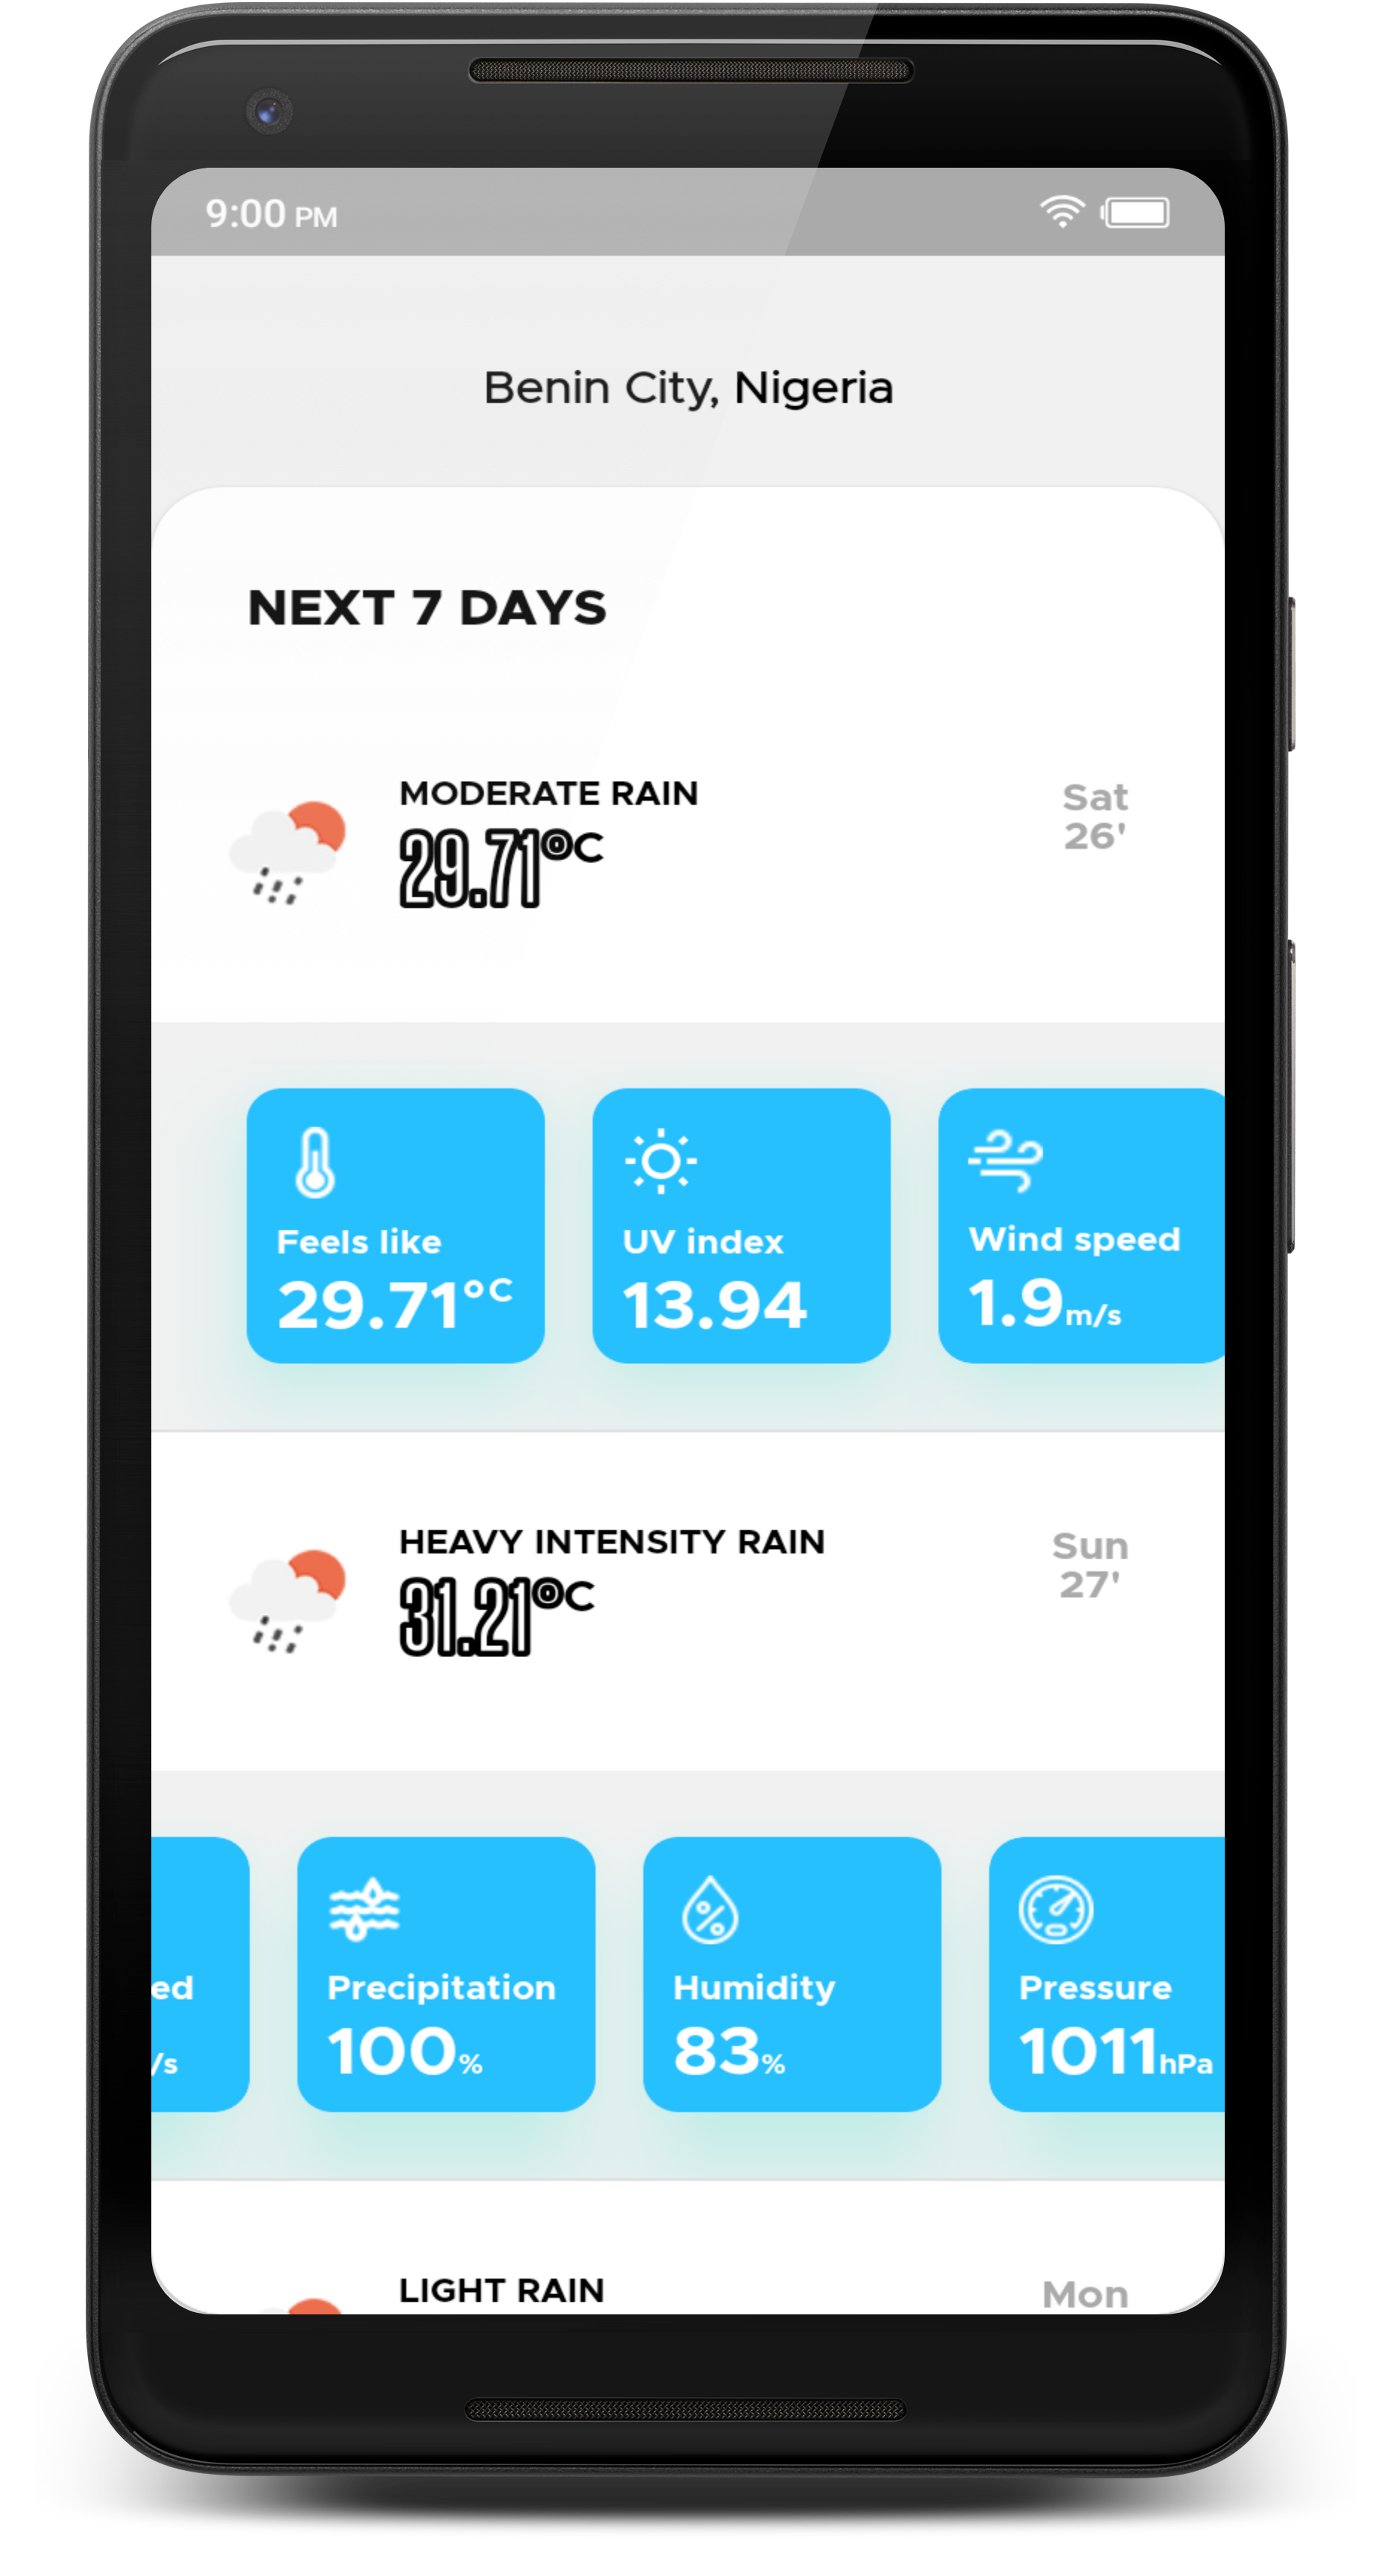 9:00 PM
Benin City, Nigeria
NEXT 7 DAYS
MODERATE RAIN
29.71°C
Sat
26'
Feels like
29.71°C
UV index
13.94
Wind speed
1.9m/s
HEAVY INTENSITY RAIN
31.21°C
Sun
27'
ed
/s
Precipitation
100%
Humidity
83%
Pressure
1011hPa
LIGHT RAIN
Mon